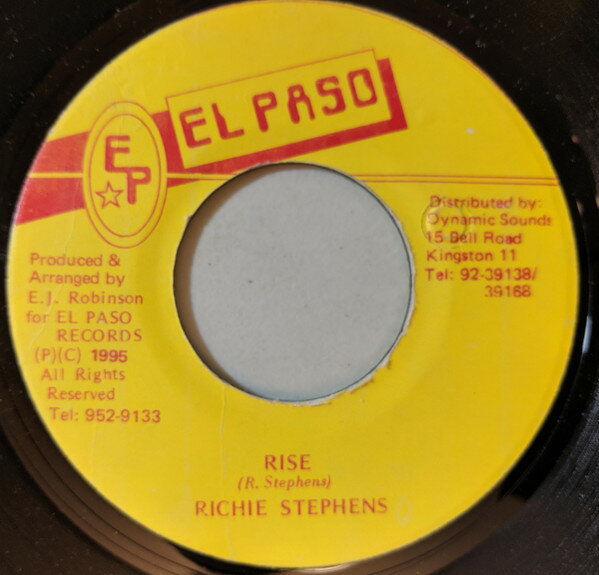 EL PASO
E
P
Distributed by:
Dynamic Sounds
15 Bell Road
Kingston 11
Tel: 92-39138/
39168
Produced &
Arranged by
E.J. Robinson
for EL PASO
RECORDS
(P)(C) 1995
All Rights
Reserved
Tel: 952-9133
RISE
(R. Stephens)
RICHIE STEPHENS